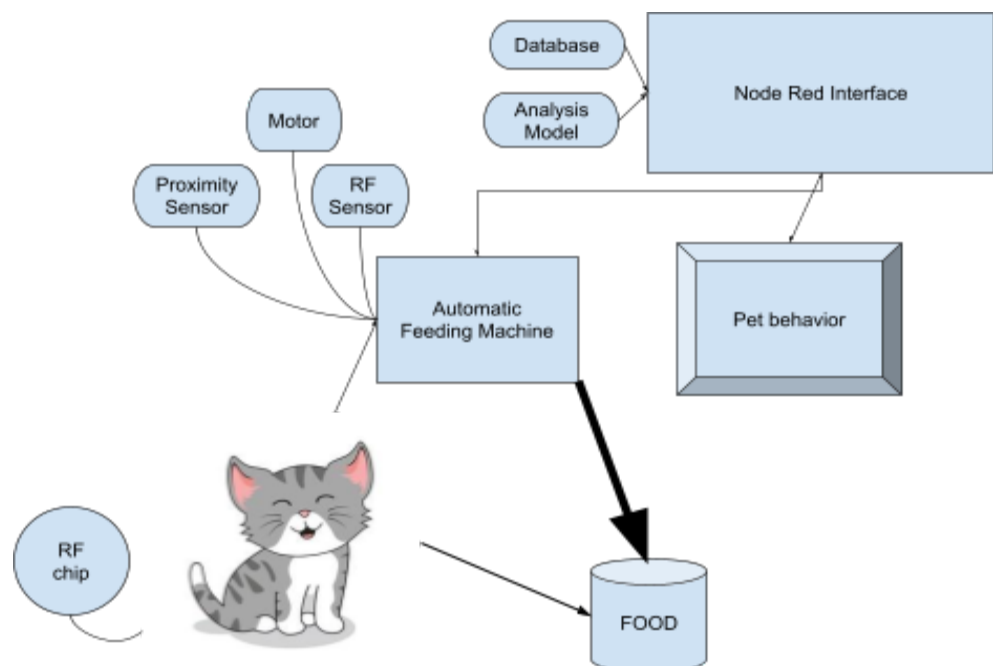 Database
Node Red Interface
Analysis
Model
Motor
Proximity
Sensor
RF
Sensor
Automatic
Feeding Machine
Pet behavior
RF
chip
FOOD